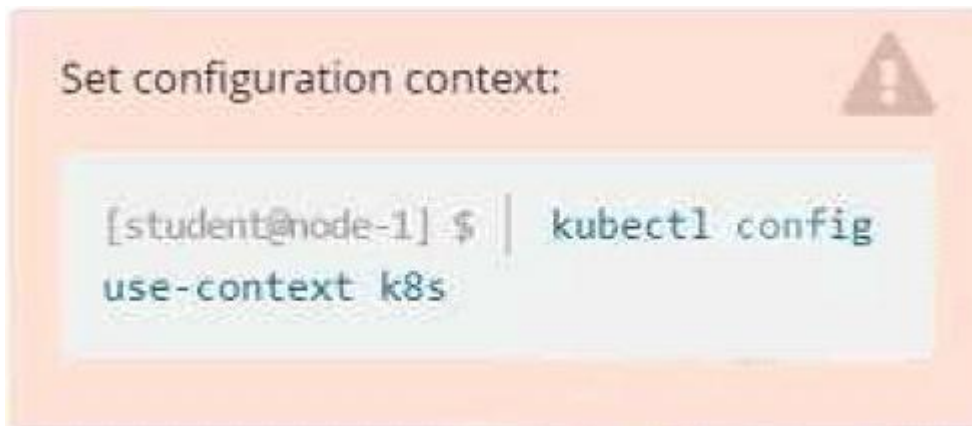 Set configuration context:
[student@node-1] $ | kubectl config
use-context k8s